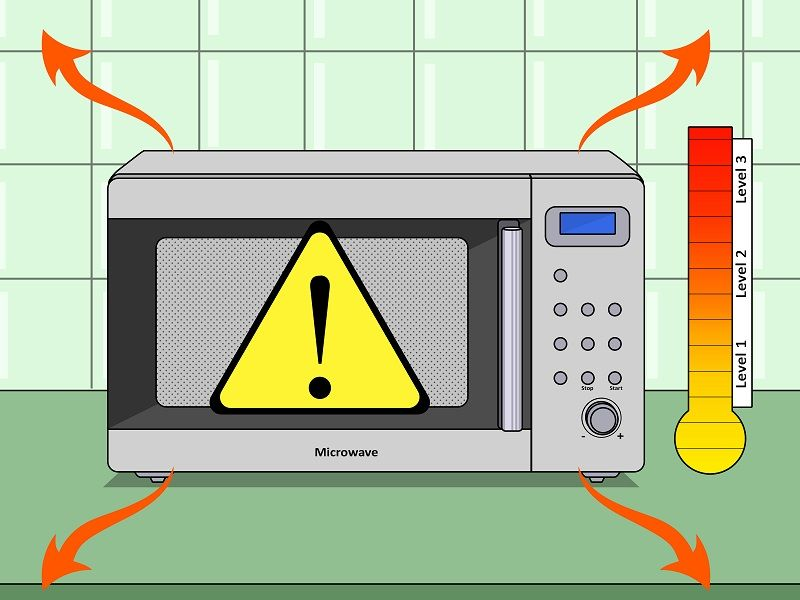 Level 3
Level 2
Level 1
Stop Start
- +
Microwave